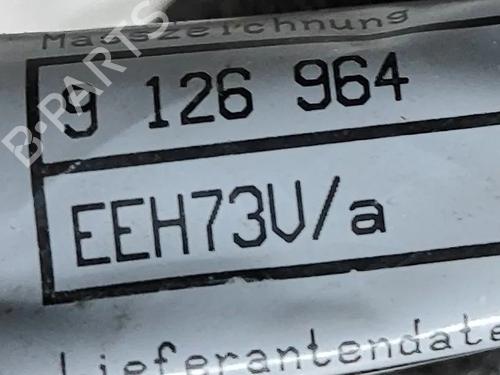 Masszeichnung
9 126 964
EEH73V/a
Lieferantendate
B-PARTS